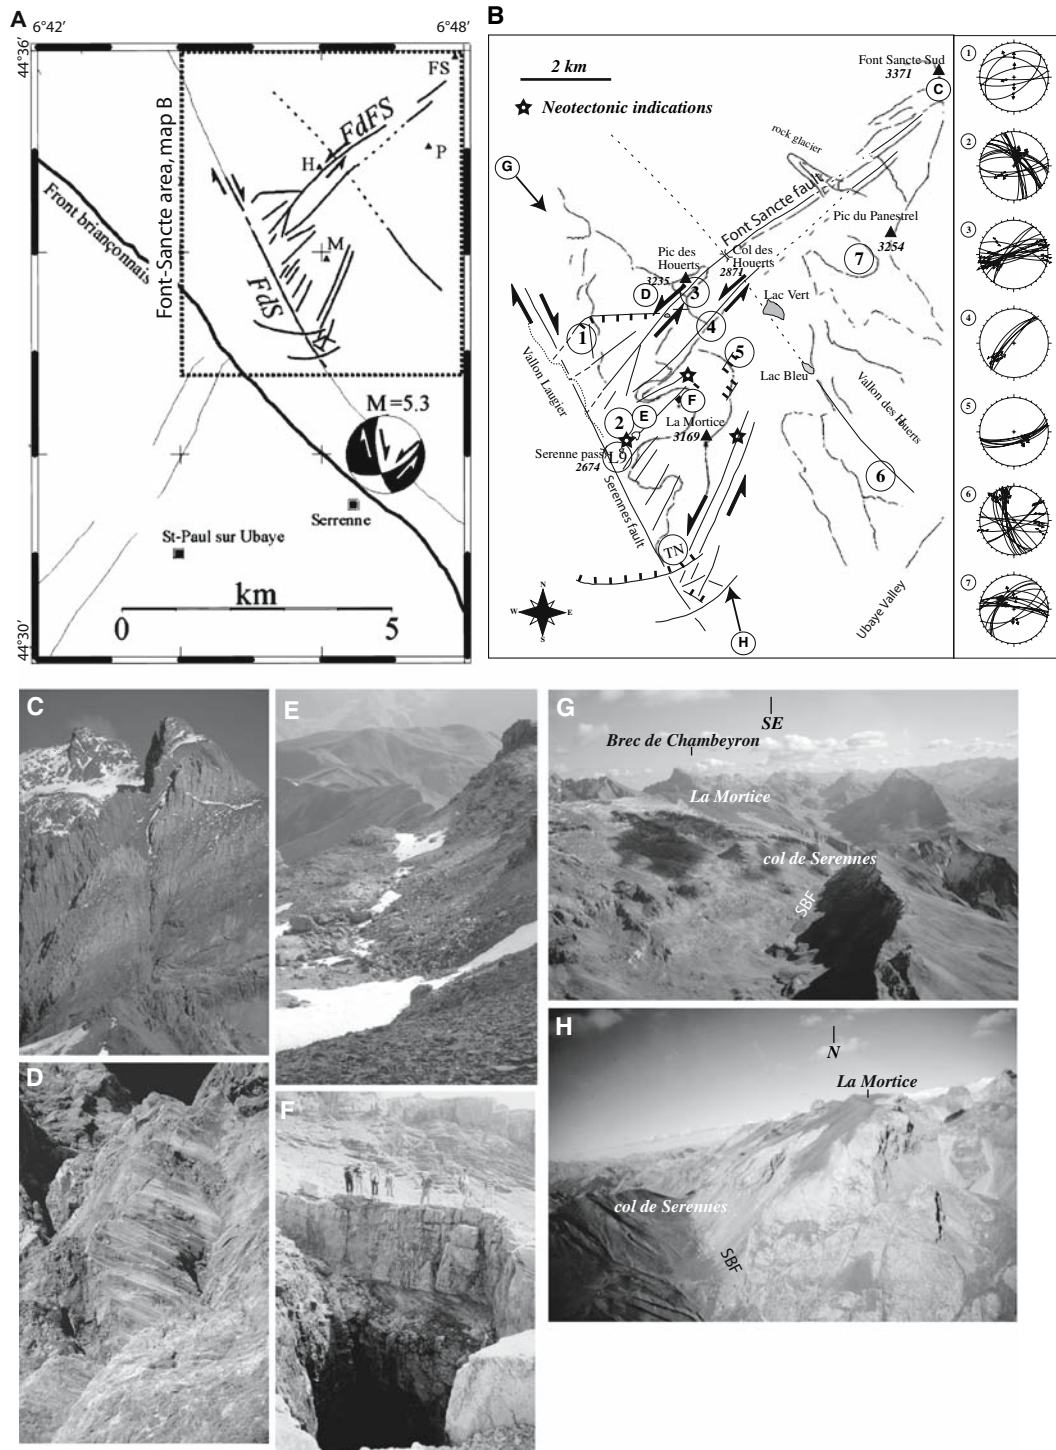 A
6°42'
6°48'
44°36'
FS
FdFS
P
H
Font-Sancte area, map B
Front briançonnais
M
FdS
M=5.3
Serrenne
St-Paul sur Ubaye
km
0
5
44°30'
B
2 km
Neotectonic indications
Font Sancte Sud
3371
C
rock glacier
G
Font Sancte fault
Pic du Panestrel
3254
7
Pic des
Houerts
3235
Col des
Houerts
2871
D
3
Lac Vert
1
4
5
Vallon Laugier
Lac Bleu
Vallon des Houerts
F
E
2
La Mortice
3169
Serenne pass
2674
L9
Serennes fault
6
TN
N
W
E
S
H
Ubaye Valley
1
2
3
4
5
6
7
C
E
G
SE
Brec de Chambeyron
La Mortice
col de Serennes
SBF
D
F
H
N
La Mortice
col de Serennes
SBF